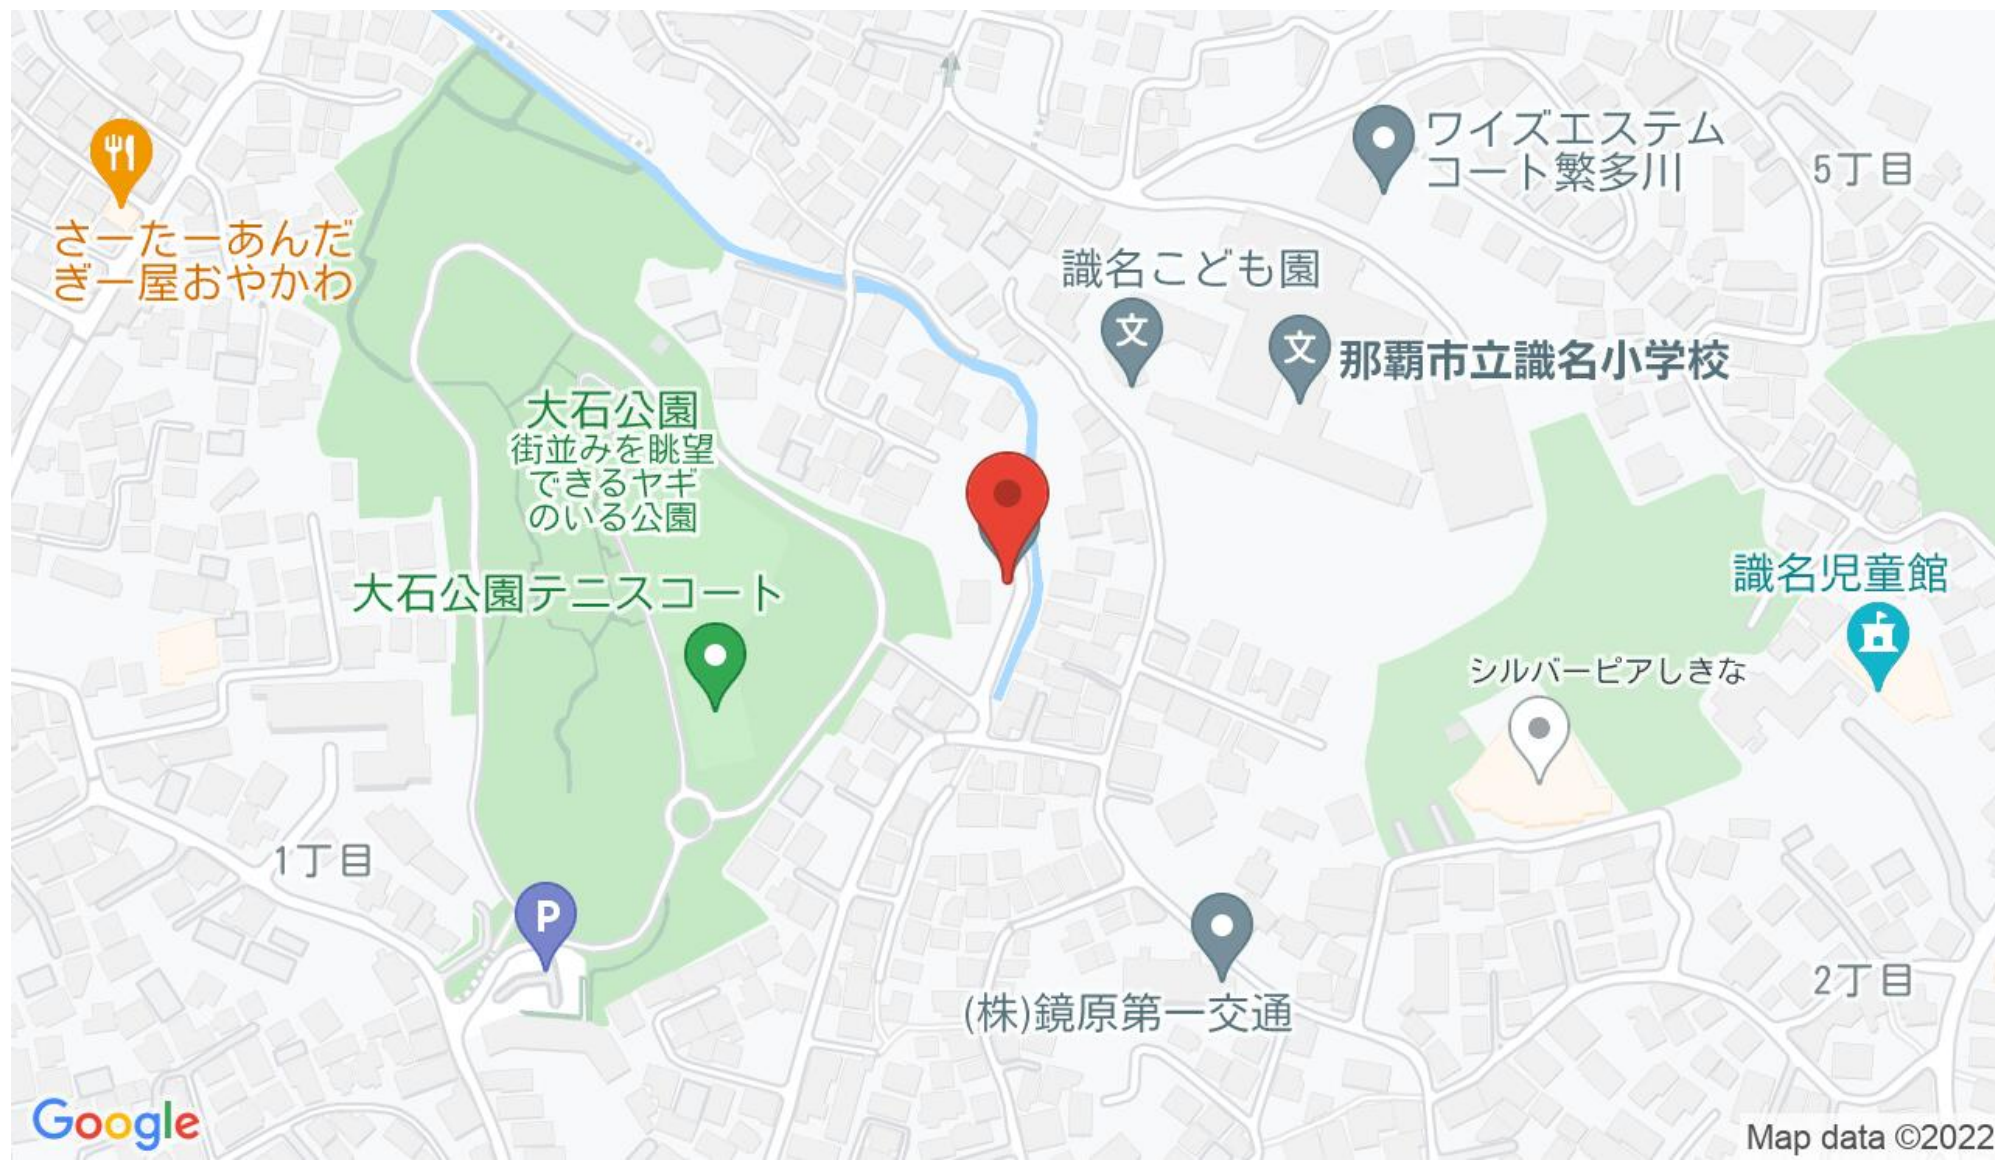 ワイズエステム
コート繁多川
5丁目
さーたーあんだ
ぎー屋おやかわ
識名こども園
文
文
那覇市立識名小学校
大石公園
街並みを眺望
できるヤギ
のいる公園
大石公園テニスコート
識名児童館
シルバーピアしきな
1丁目
P
(株)鏡原第一交通
2丁目
Google
Map data ©2022